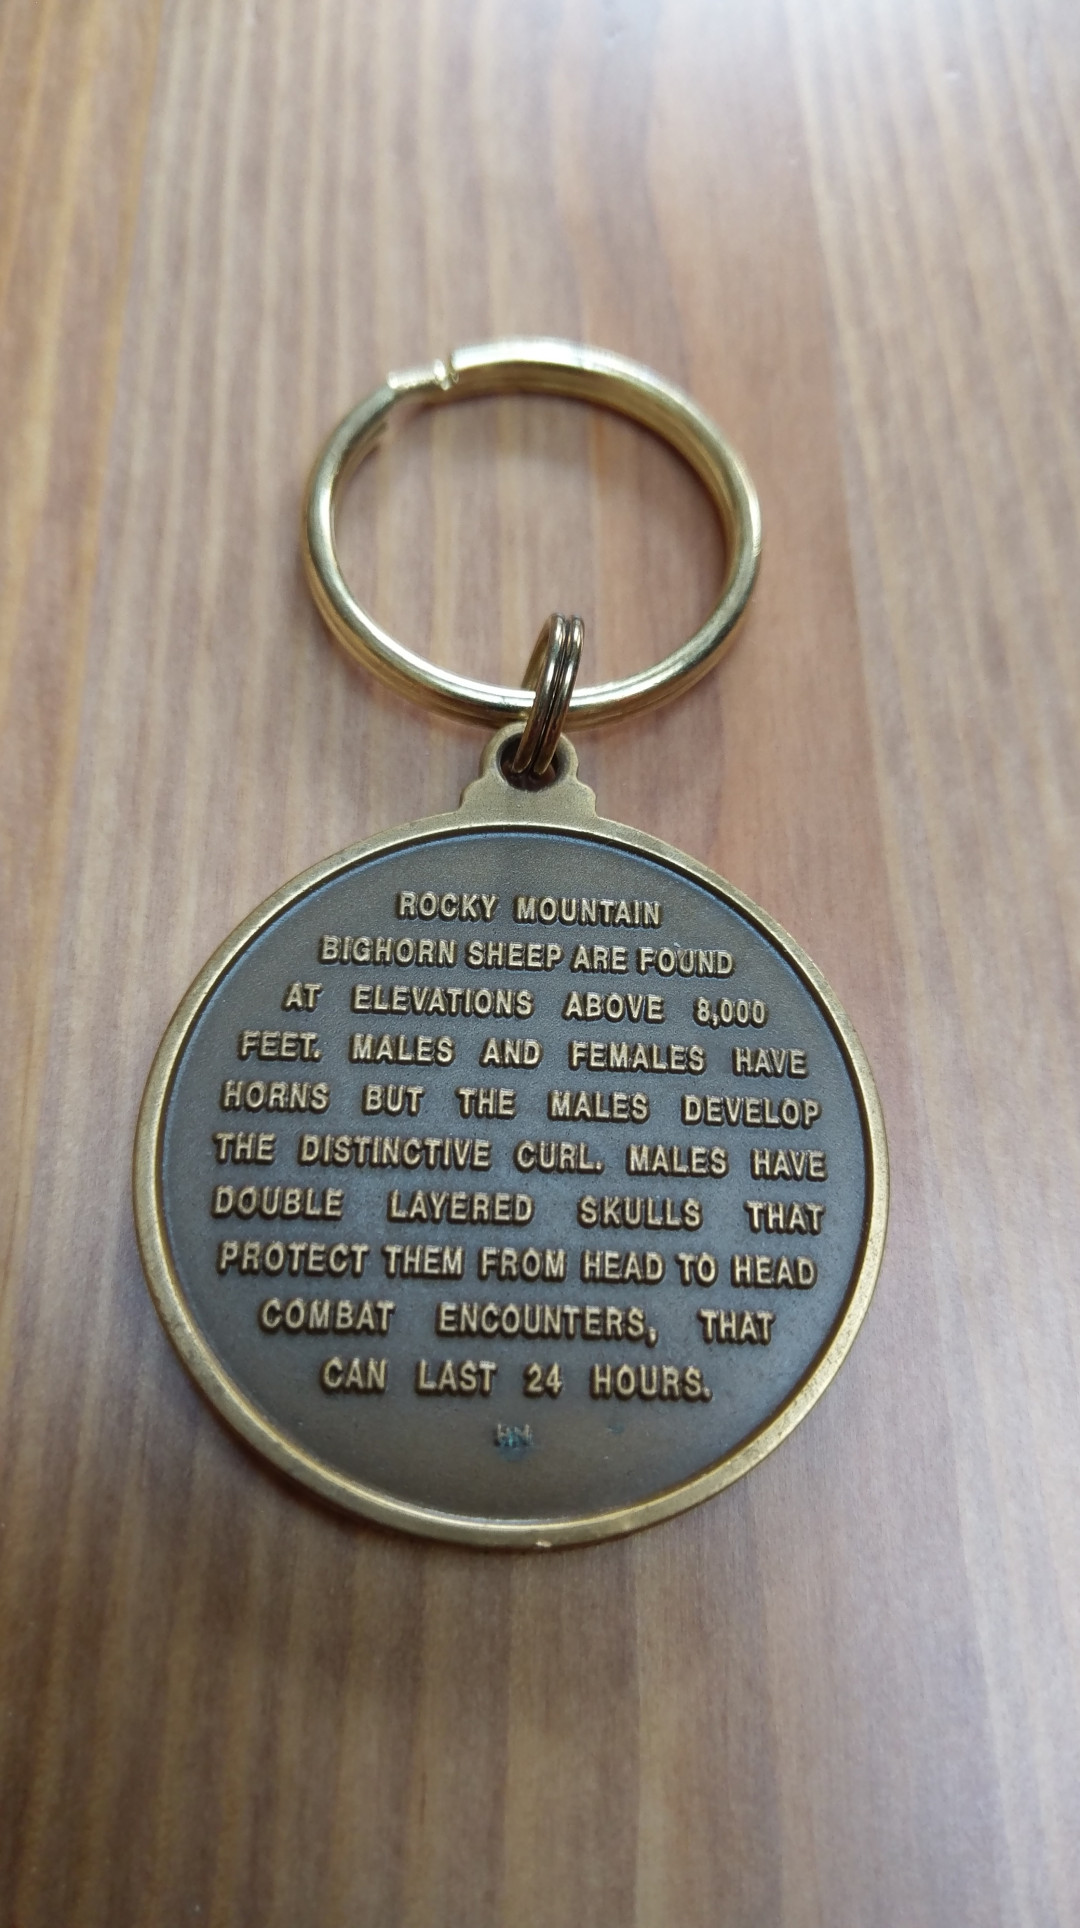 ROCKY MOUNTAIN
BIGHORN SHEEP ARE FOUND
AT ELEVATIONS ABOVE 8,000
FEET. MALES AND FEMALES HAVE
HORNS BUT THE MALES DEVELOP
THE DISTINCTIVE CURL. MALES HAVE
DOUBLE LAYERED SKULLS THAT
PROTECT THEM FROM HEAD TO HEAD
COMBAT ENCOUNTERS, THAT
CAN LAST 24 HOURS.